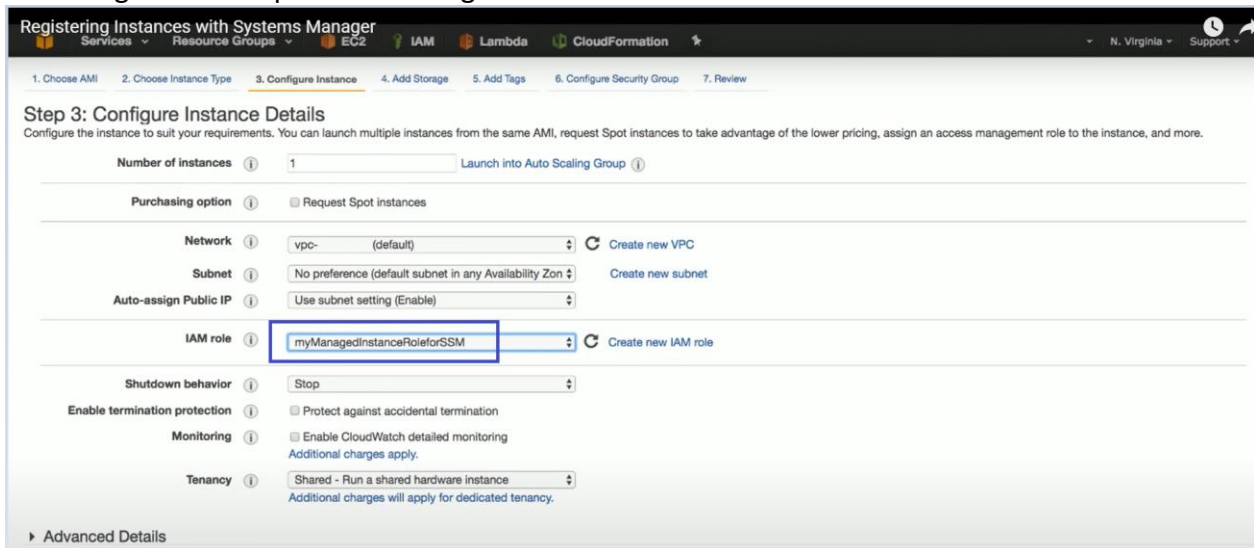 Registering Instances with Systems Manager
Services Resource Groups EC2 IAM Lambda CloudFormation N. Virginia Support
1. Choose AMI 2. Choose Instance Type 3. Configure Instance 4. Add Storage 5. Add Tags 6. Configure Security Group 7. Review
Step 3: Configure Instance Details
Configure the instance to suit your requirements. You can launch multiple instances from the same AMI, request Spot instances to take advantage of the lower pricing, assign an access management role to the instance, and more.
Number of instances 1 Launch into Auto Scaling Group
Purchasing option Request Spot instances
Network vpc- (default) Create new VPC
Subnet No preference (default subnet in any Availability Zon Create new subnet
Auto-assign Public IP Use subnet setting (Enable)
IAM role myManagedInstanceRoleforSSM Create new IAM role
Shutdown behavior Stop
Enable termination protection Protect against accidental termination
Monitoring Enable CloudWatch detailed monitoring
Additional charges apply.
Tenancy Shared - Run a shared hardware instance
Additional charges will apply for dedicated tenancy.
Advanced Details